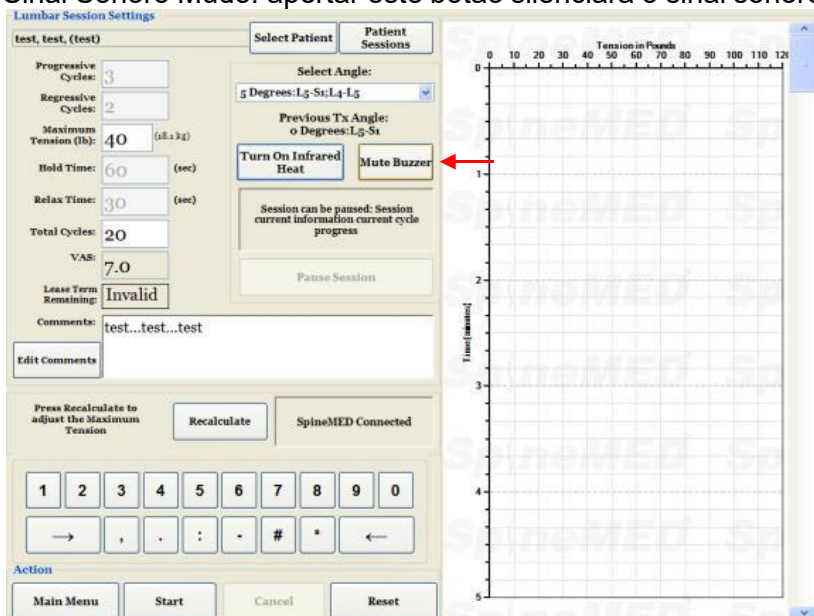 Sinal Sonoro Mudo: apertar este botão silenciará o sinal sonoro
Lumbar Session Settings
test, test, (test)
Select Patient
Patient
Sessions
Progressive
Cycles:
3
Regressive
Cycles:
2
Maximum
Tension (lb):
40
(18.1 kg)
Hold Time:
60
(sec)
Relax Time:
30
(sec)
Total Cycles:
20
VAS:
7.0
Lease Term
Remaining:
Invalid
Comments:
test...test...test
Edit Comments
Select Angle:
5 Degrees:L5-S1;L4-L5
Previous Tx Angle:
0 Degrees:L5-S1
Turn On Infrared
Heat
Mute Buzzer
Session can be paused: Session
current information current cycle
progress
Pause Session
Press Recalculate to
adjust the Maximum
Tension
Recalculate
SpineMED Connected
1 2 3 4 5 6 7 8 9 0
→ , . : - # * ←
Action
Main Menu
Start
Cancel
Reset
Tension in Pounds
0 10 20 30 40 50 60 70 80 90 100 110 12
0
1
2
3
4
5
Time [minutes]
SpineMED